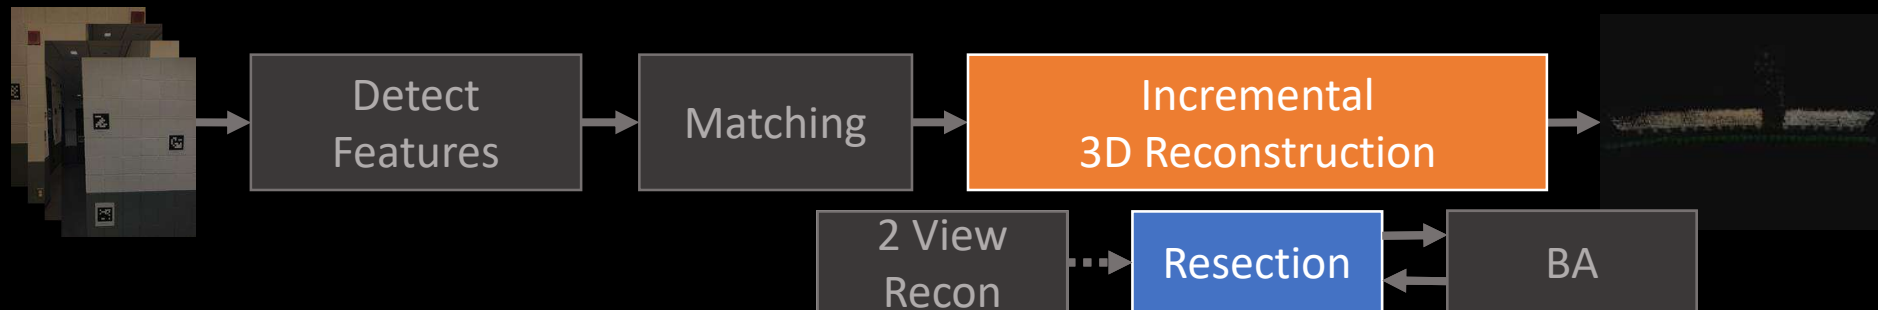 Detect
Features
Matching
Incremental
3D Reconstruction
2 View
Recon
Resection
BA